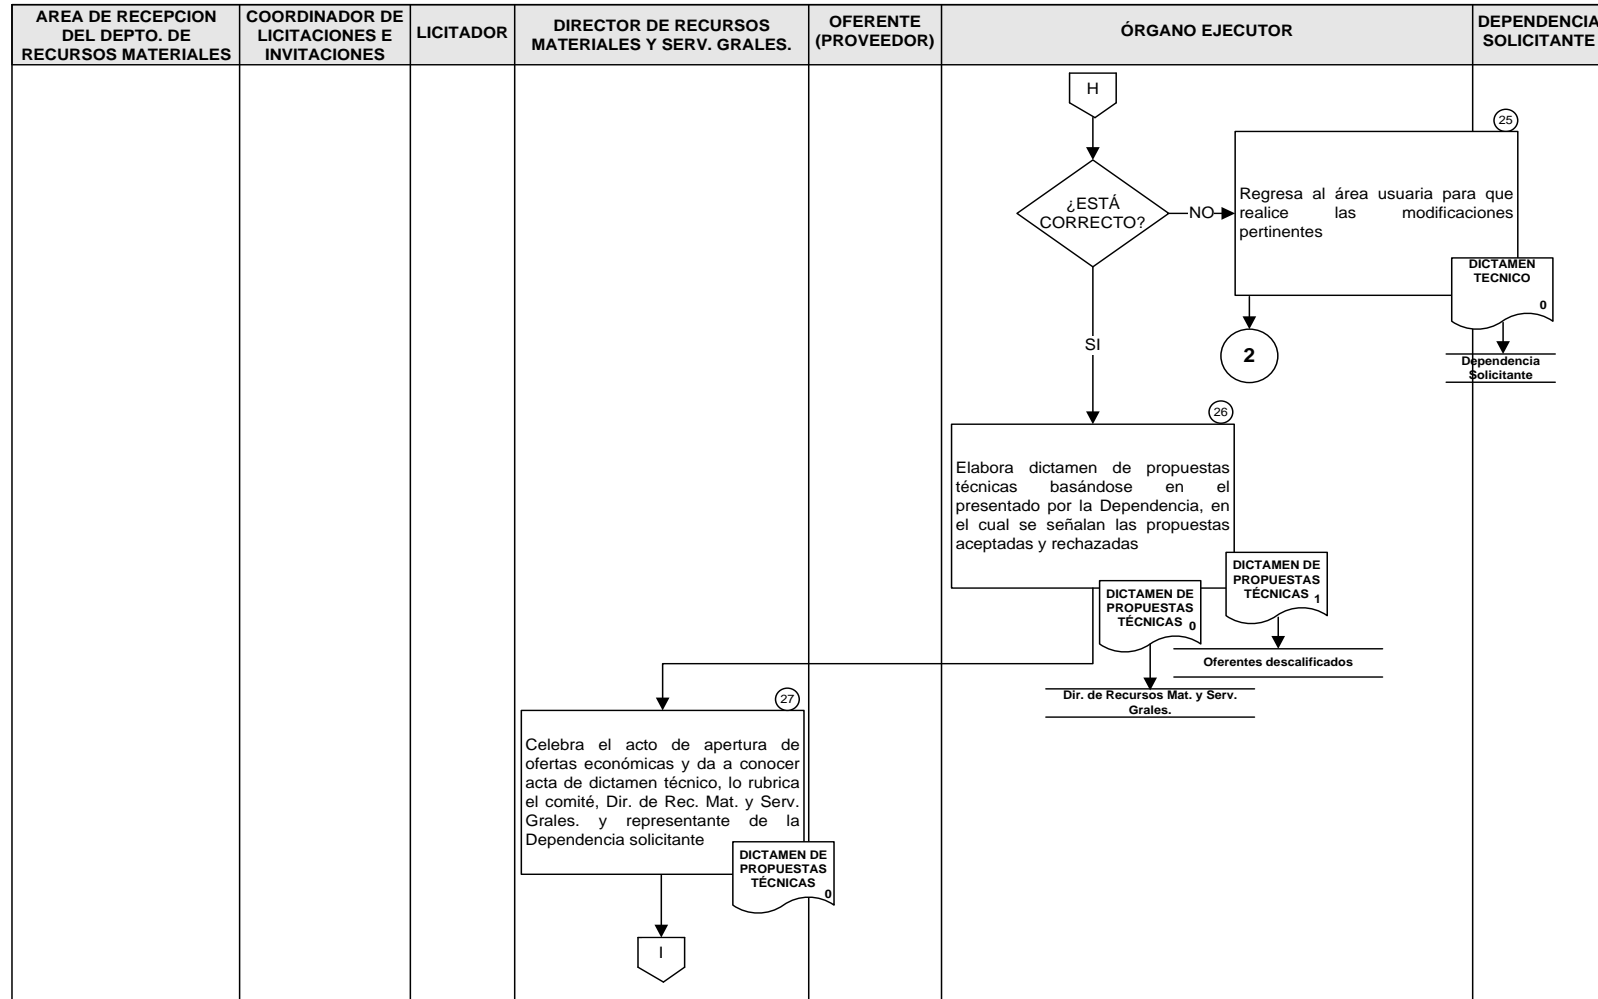 AREA DE RECEPCION
DEL DEPTO. DE
RECURSOS MATERIALES
COORDINADOR DE
LICITACIONES E
INVITACIONES
LICITADOR
DIRECTOR DE RECURSOS
MATERIALES Y SERV. GRALES.
OFERENTE
(PROVEEDOR)
ÓRGANO EJECUTOR
DEPENDENCIA
SOLICITANTE
H
25
¿ESTÁ
CORRECTO?
NO
Regresa al área usuaria para que
realice las modificaciones
pertinentes
DICTAMEN
TECNICO
0
SI
2
Dependencia
Solicitante
26
Elabora dictamen de propuestas
técnicas basándose en el
presentado por la Dependencia, en
el cual se señalan las propuestas
aceptadas y rechazadas
DICTAMEN DE
PROPUESTAS
TÉCNICAS 1
DICTAMEN DE
PROPUESTAS
TÉCNICAS 0
Oferentes descalificados
Dir. de Recursos Mat. y Serv.
Grales.
27
Celebra el acto de apertura de
ofertas económicas y da a conocer
acta de dictamen técnico, lo rubrica
el comité, Dir. de Rec. Mat. y Serv.
Grales. y representante de la
Dependencia solicitante
DICTAMEN DE
PROPUESTAS
TÉCNICAS
0
I